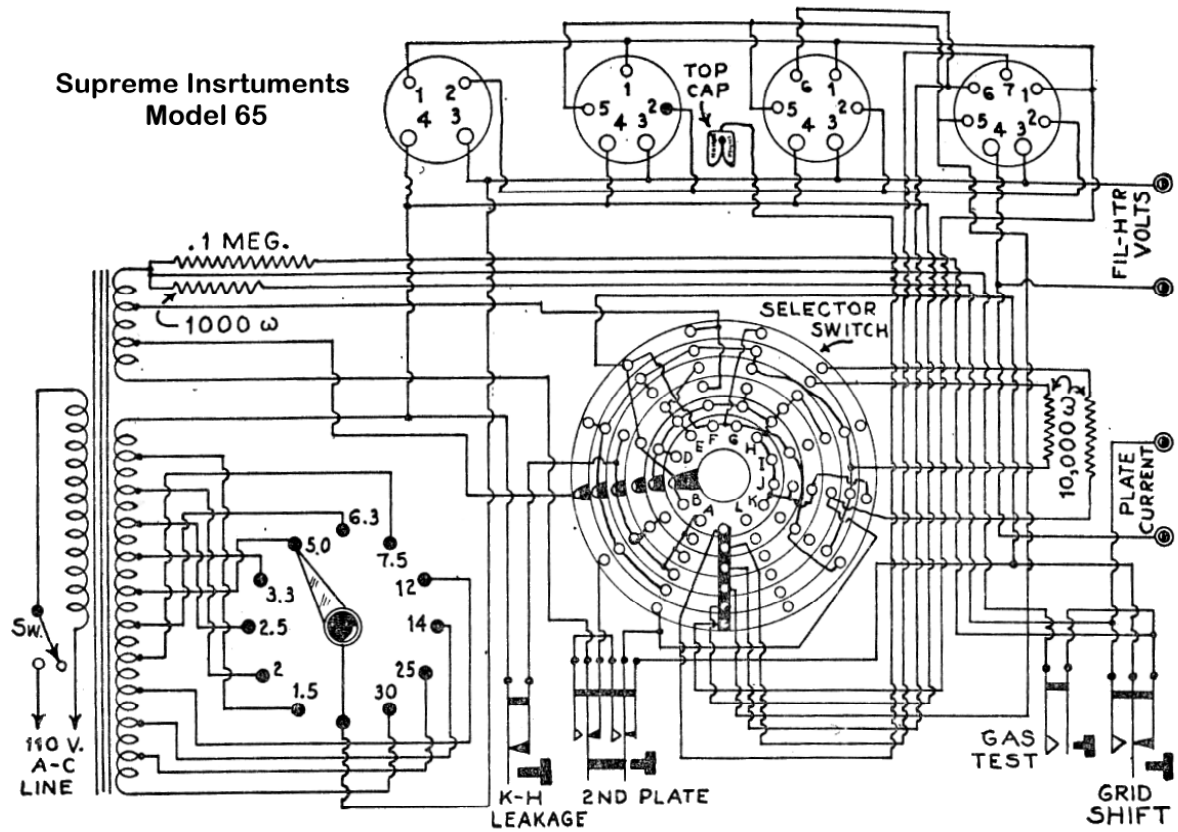 Supreme Insrtuments
Model 65
1 2
4 3
1
5 2
4 3
TOP
CAP
6 1
5 2
4 3
7
6 1
5 2
4 3
FIL-HTR
VOLTS
.1 MEG.
1000 ω
SELECTOR
SWITCH
10,000 ω
PLATE
CURRENT
A
B
D
E
F
G
H
I
J
K
L
6.3
5.0
7.5
3.3
12
2.5
14
2
25
1.5
30
SW.
110 V.
A-C
LINE
K-H
LEAKAGE
2ND PLATE
GAS
TEST
GRID
SHIFT